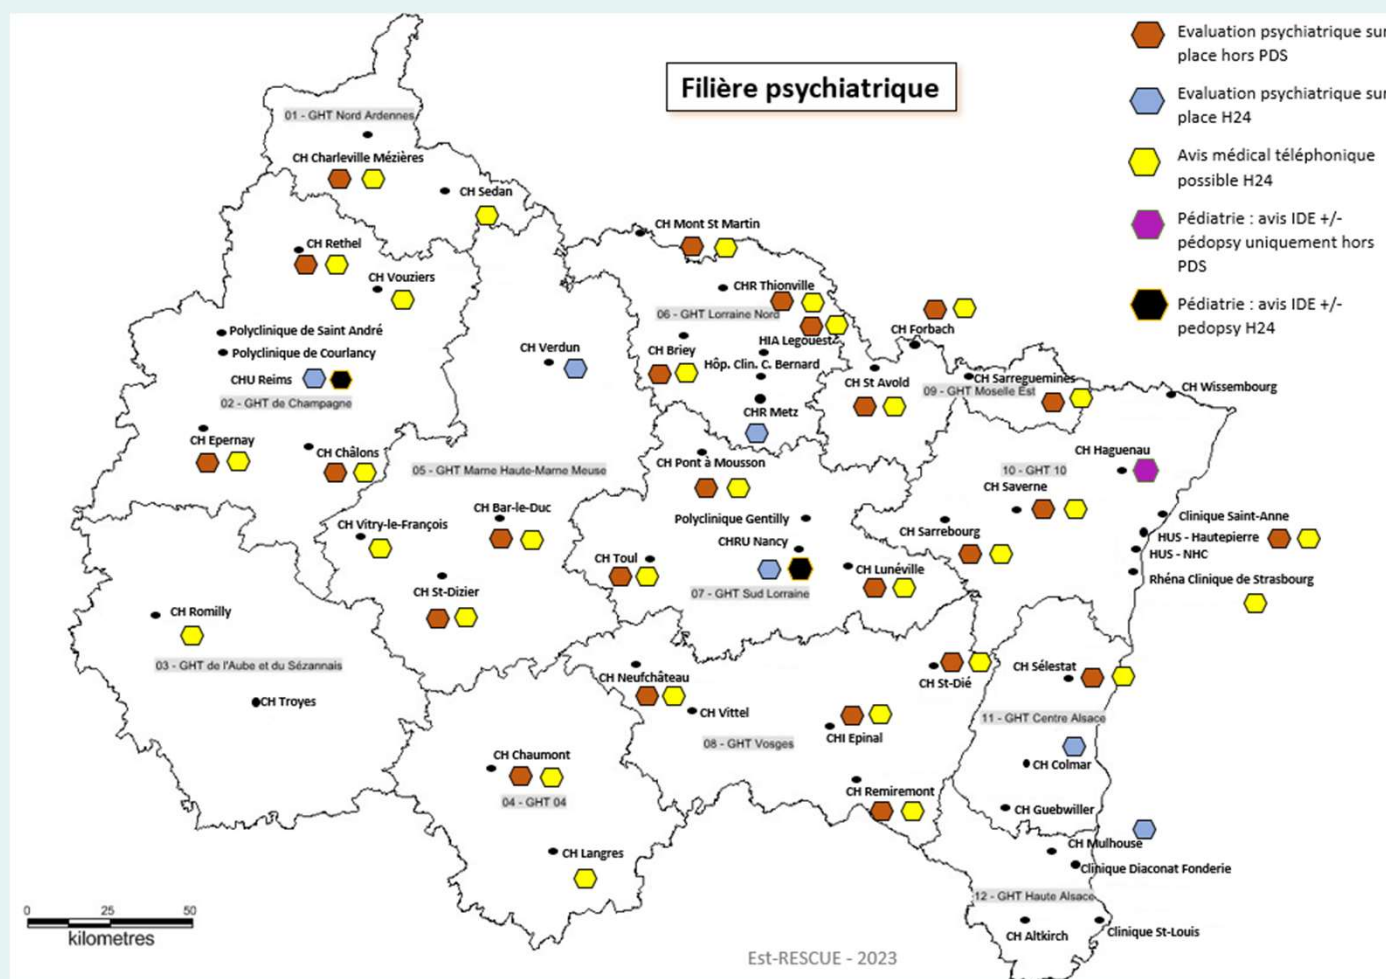 Filière psychiatrique
Evaluation psychiatrique sur
place hors PDS
Evaluation psychiatrique sur
place H24
Avis médical téléphonique
possible H24
Pédiatrie : avis IDE +/-
pédopsy uniquement hors
PDS
Pédiatrie : avis IDE +/-
pedopsy H24
01 - GHT Nord Ardennes
CH Charleville Mézières
CH Sedan
CH Rethel
CH Vouziers
Polyclinique de Saint André
Polyclinique de Courlancy
CHU Reims
02 - GHT de Champagne
CH Epernay
CH Châlons
CH Mont St Martin
CHR Thionville
06 - GHT Lorraine Nord
HIA Legouest
CH Briey
Hôp. Clin. C. Bernard
CHR Metz
CH Verdun
CH Forbach
CH St Avold
CH Sarreguemines
09 - GHT Moselle Est
CH Wissembourg
05 - GHT Marne Haute-Marne Meuse
CH Pont à Mousson
CH Haguenau
10 - GHT 10
CH Saverne
CH Bar-le-Duc
CH Vitry-le-François
Polyclinique Gentilly
CHRU Nancy
CH Sarrebourg
Clinique Saint-Anne
HUS - Hautepierre
HUS - NHC
Rhéna Clinique de Strasbourg
CH Toul
CH Lunéville
07 - GHT Sud Lorraine
CH St-Dizier
CH Romilly
03 - GHT de l'Aube et du Sézannais
CH Troyes
CH Neufchâteau
CH Vittel
CH St-Dié
CH Sélestat
11 - GHT Centre Alsace
CHI Epinal
08 - GHT Vosges
CH Chaumont
04 - GHT 04
CH Colmar
CH Remiremont
CH Guebwiller
CH Langres
CH Mulhouse
Clinique Diaconat Fonderie
12 - GHT Haute Alsace
CH Altkirch
Clinique St-Louis
0 25 50
kilometres
Est-RESCUE - 2023